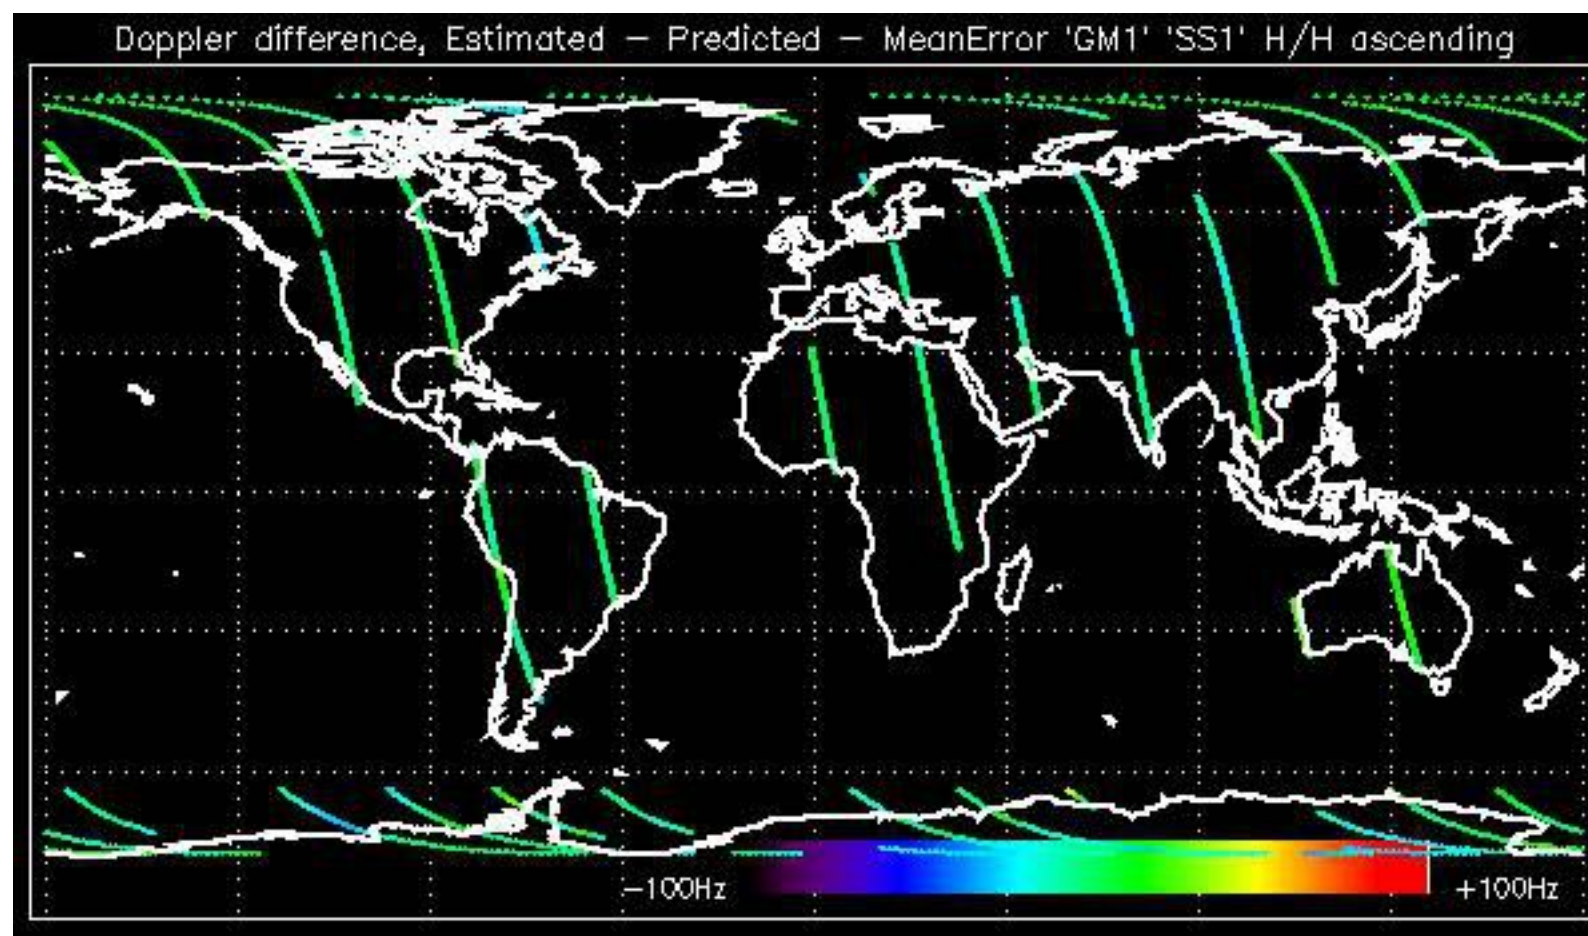 Doppler difference, Estimated − Predicted − MeanError 'GM1' 'SS1' H/H ascending
−100Hz
+100Hz